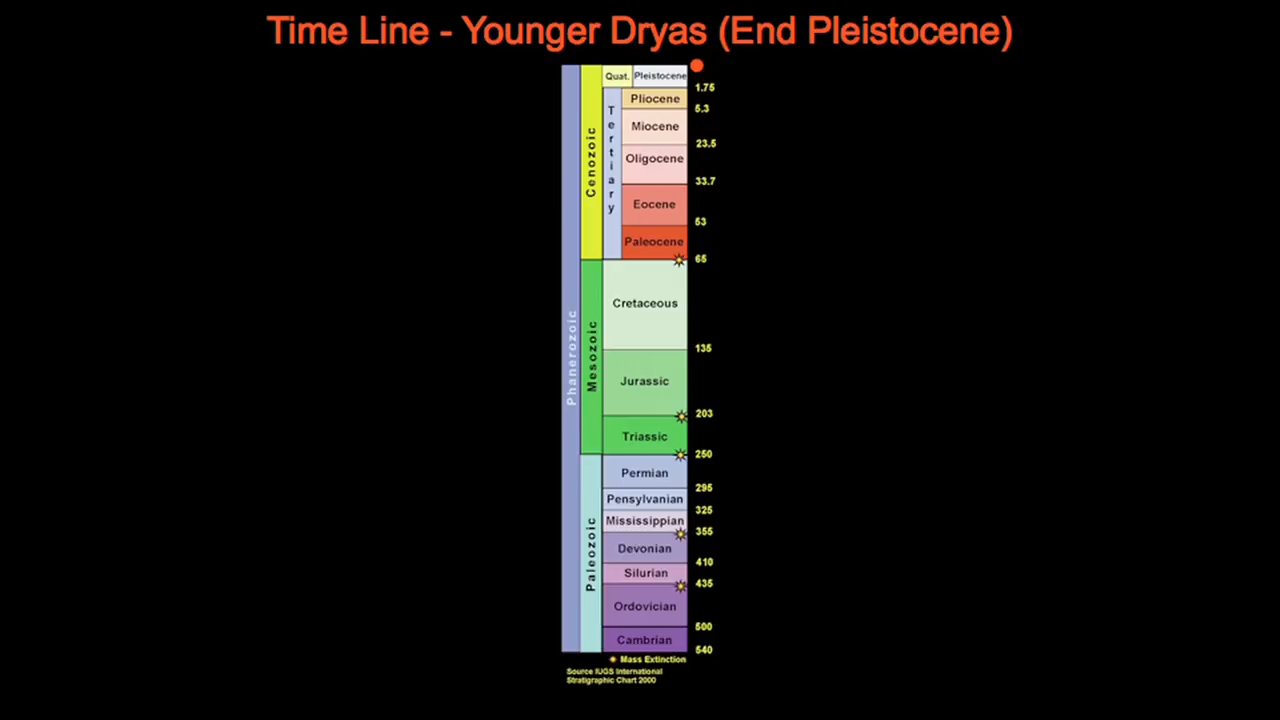 Time Line - Younger Dryas (End Pleistocene)
Phanerozoic
Cenozoic
Quat. Pleistocene
1.75
Tertiary
Pliocene
5.3
Miocene
23.5
Oligocene
33.7
Eocene
53
Paleocene
65
Mesozoic
Cretaceous
135
Jurassic
203
Triassic
250
Paleozoic
Permian
295
Pensylvanian
325
Mississippian
355
Devonian
410
Silurian
435
Ordovician
500
Cambrian
540
Mass Extinction
Source IUGS International
Stratigraphic Chart 2000